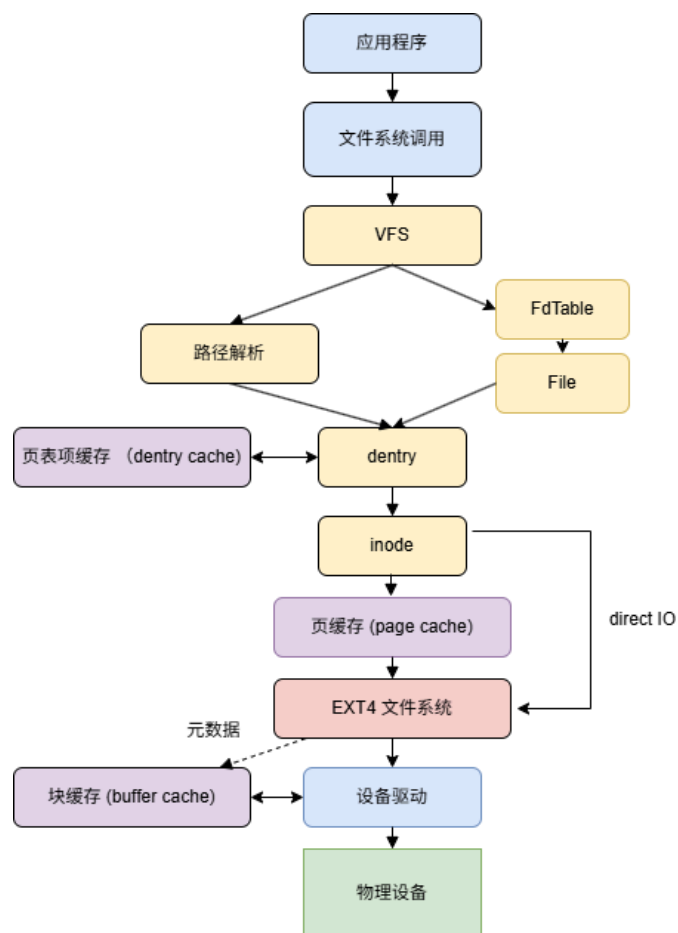 应用程序
文件系统调用
VFS
FdTable
路径解析
File
页表项缓存 （dentry cache)
dentry
inode
页缓存 (page cache)
direct IO
EXT4 文件系统
元数据
块缓存 (buffer cache)
设备驱动
物理设备